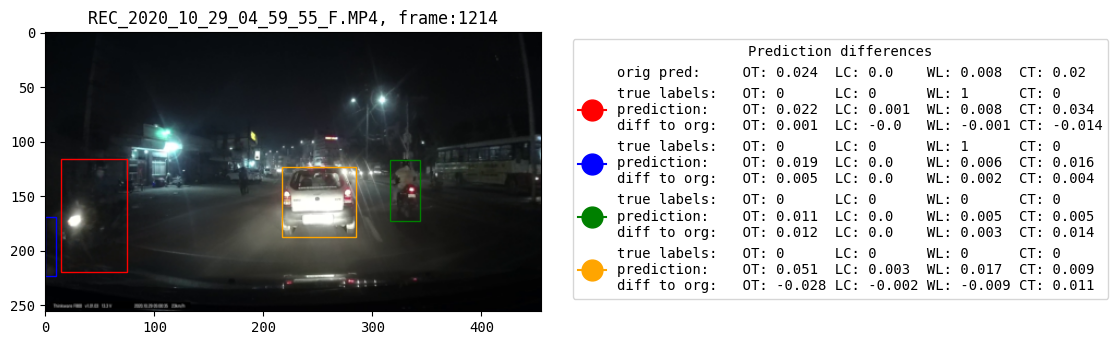 REC_2020_10_29_04_59_55_F.MP4, frame:1214
0
50
100
150
200
250
0 100 200 300 400
Prediction differences
orig pred: OT: 0.024 LC: 0.0 WL: 0.008 CT: 0.02
true labels: OT: 0 LC: 0 WL: 1 CT: 0
prediction: OT: 0.022 LC: 0.001 WL: 0.008 CT: 0.034
diff to org: OT: 0.001 LC: -0.0 WL: -0.001 CT: -0.014
true labels: OT: 0 LC: 0 WL: 1 CT: 0
prediction: OT: 0.019 LC: 0.0 WL: 0.006 CT: 0.016
diff to org: OT: 0.005 LC: 0.0 WL: 0.002 CT: 0.004
true labels: OT: 0 LC: 0 WL: 0 CT: 0
prediction: OT: 0.011 LC: 0.0 WL: 0.005 CT: 0.005
diff to org: OT: 0.012 LC: 0.0 WL: 0.003 CT: 0.014
true labels: OT: 0 LC: 0 WL: 0 CT: 0
prediction: OT: 0.051 LC: 0.003 WL: 0.017 CT: 0.009
diff to org: OT: -0.028 LC: -0.002 WL: -0.009 CT: 0.011